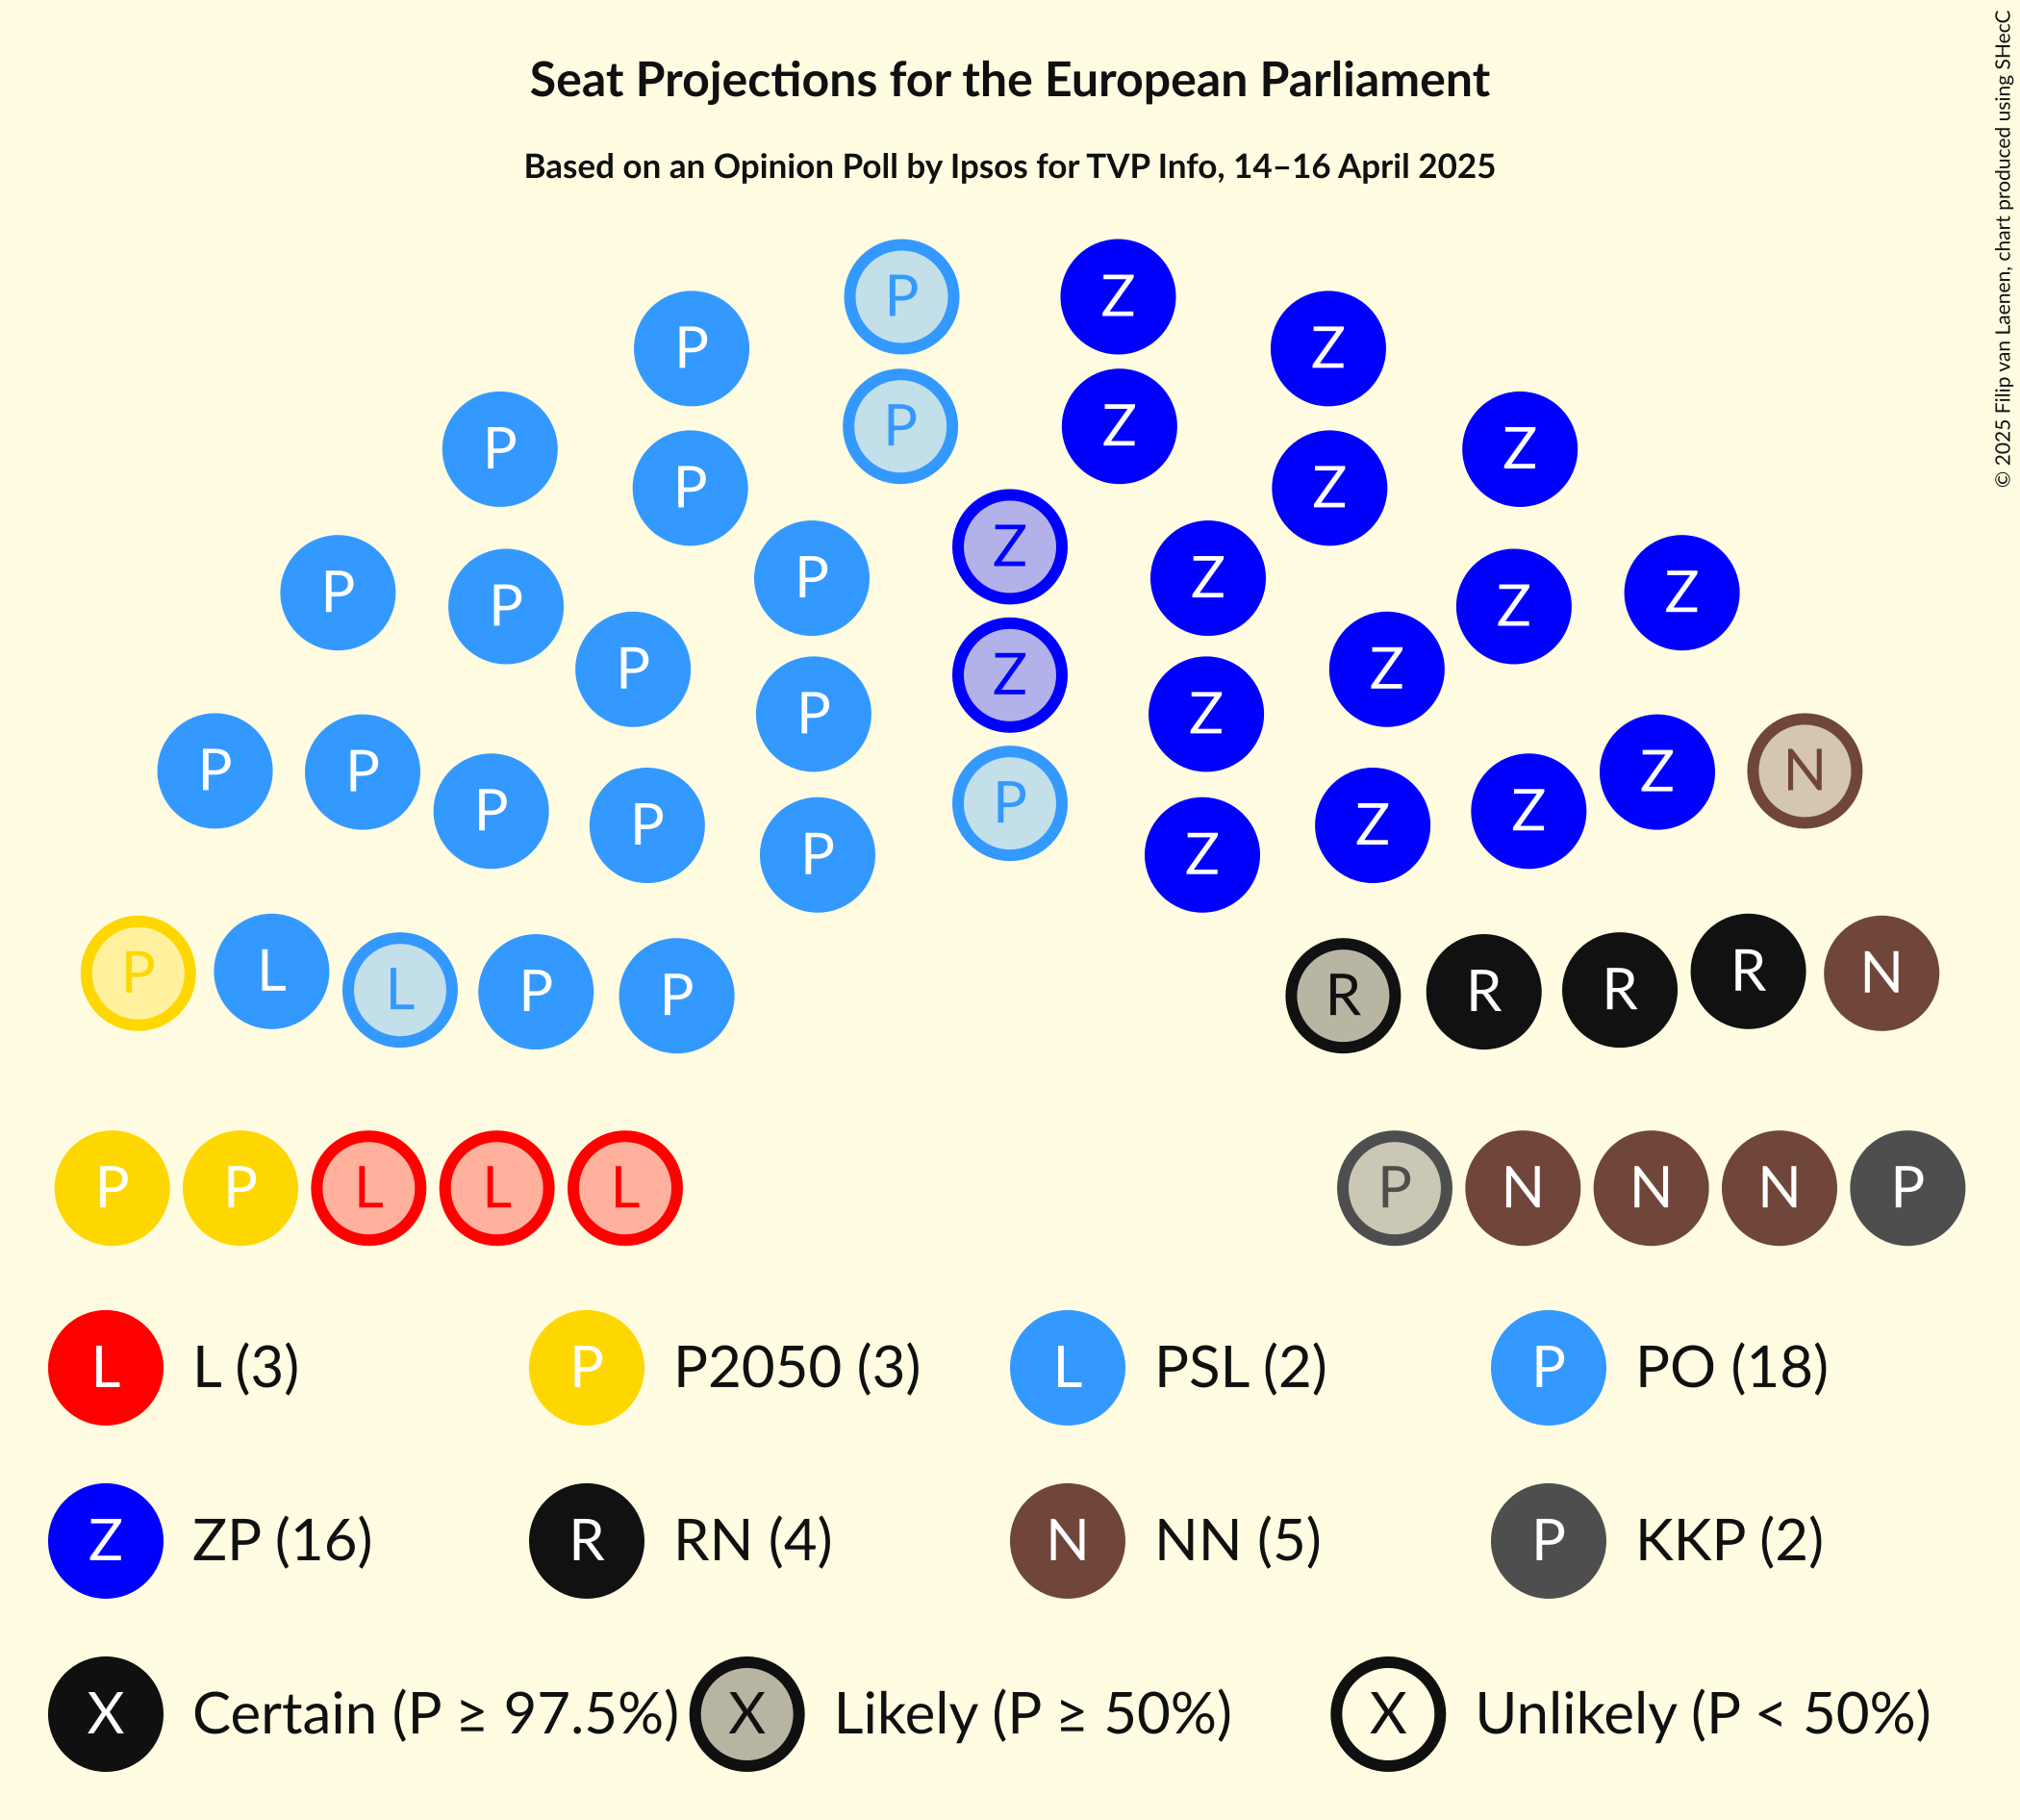 Seat Projections for the European Parliament
Based on an Opinion Poll by Ipsos for TVP Info, 14–16 April 2025
© 2025 Filip van Laenen, chart produced using SHecC
P Z
P Z
P P Z Z
P P Z Z
Z
P Z
P P Z Z
P Z
Z
P Z
P P Z N
P P Z Z
P P Z Z
P L L P P R R R R N
P P L L L P N N N P
L L (3) P P2050 (3) L PSL (2) P PO (18)
Z ZP (16) R RN (4) N NN (5) P KKP (2)
X Certain (P ≥ 97.5%) X Likely (P ≥ 50%) X Unlikely (P < 50%)